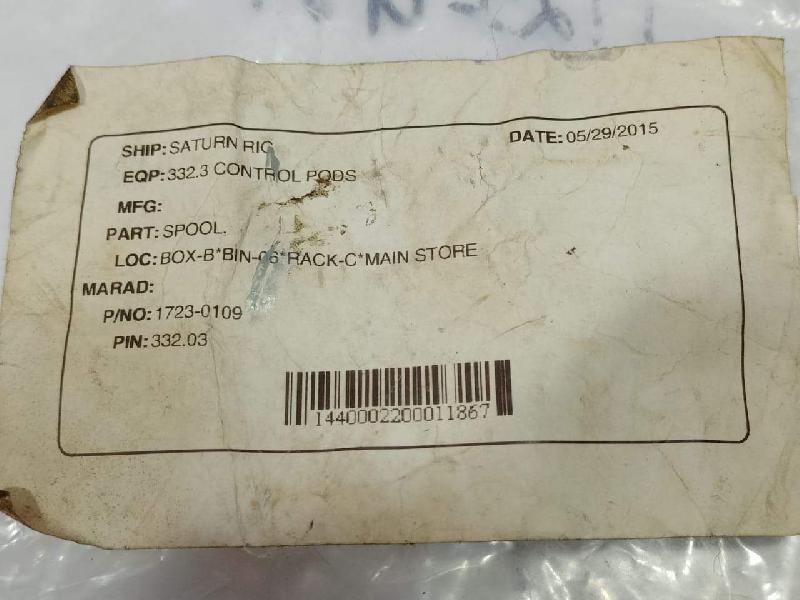 SHIP: SATURN RIG
DATE: 05/29/2015
EQP: 332.3 CONTROL PODS
MFG:
PART: SPOOL,
LOC: BOX-B*BIN-06*RACK-C*MAIN STORE
MARAD:
P/NO: 1723-0109
PIN: 332.03
1440002200011867